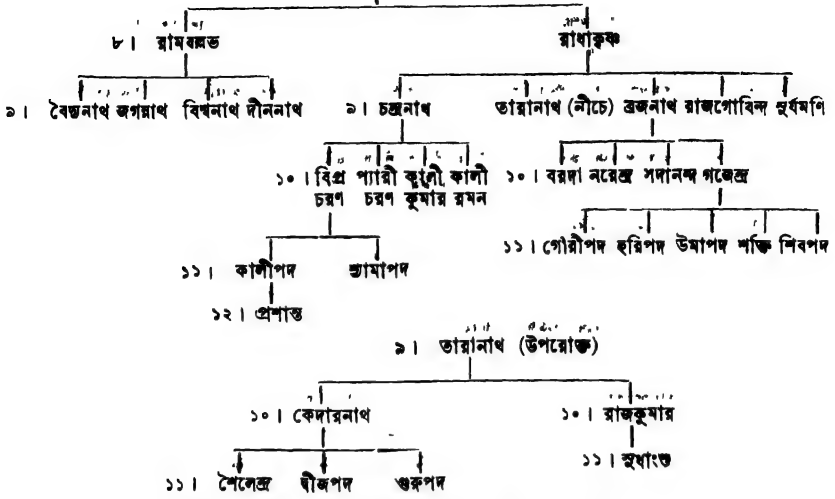 ৮। রামবল্লভ রাধাকৃষ্ণ
৯। বৈদ্যনাথ জগন্নাথ বিশ্বনাথ দীননাথ ৯। চন্দ্রনাথ তারানাথ (নীচে) ব্রজনাথ রাজগোবিন্দ সূর্যমণি
১০। বিপ্র প্যারী কালী কালী ১০। বরদা নরেন্দ্র সদানন্দ গজেন্দ্র
চরণ চরণ কুমার রমন
১১। কালীপদ শ্যামাপদ ১১। গৌরীপদ হরিপদ উমাপদ শক্তি শিবপদ
১২। প্রশান্ত
৯। তারানাথ (উপরোক্ত)
১০। কেদারনাথ ১০। রাজকুমার
১১। শৈলেন্দ্র বীজপদ গুরুপদ ১১। সুধাংশু